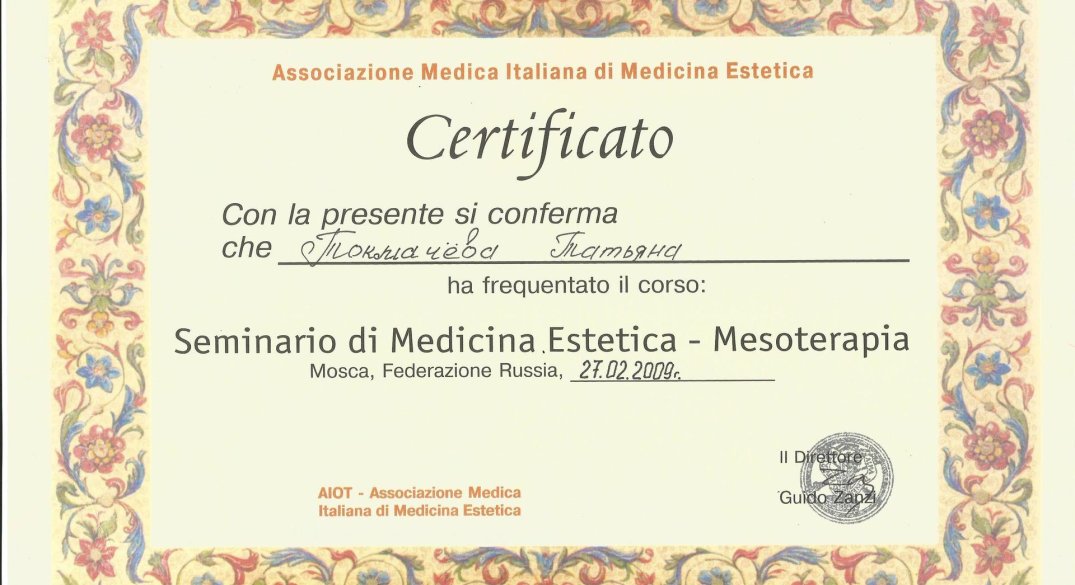 Associazione Medica Italiana di Medicina Estetica
Certificato
Con la presente si conferma
che Токмачёва Татьяна
ha frequentato il corso:
Seminario di Medicina Estetica - Mesoterapia
Mosca, Federazione Russia, 27.02.2009г.
Il Direttore
Guido Zanzi
AIOT - Associazione Medica
Italiana di Medicina Estetica